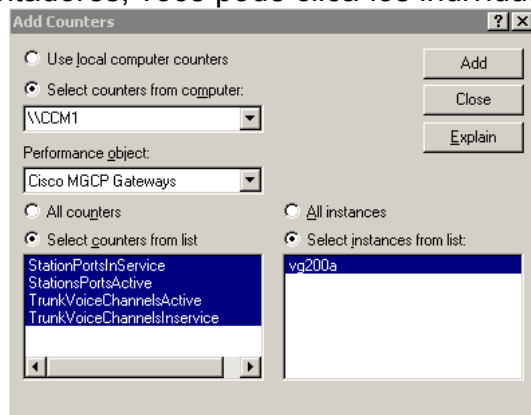 Add Counters
Use local computer counters
Select counters from computer:
\\CCM1
Performance object:
Cisco MGCP Gateways
All counters
Select counters from list
StationPortsInService
StationsPortsActive
TrunkVoiceChannelsActive
TrunkVoiceChannelsInservice
All instances
Select instances from list:
vg200a
Add
Close
Explain